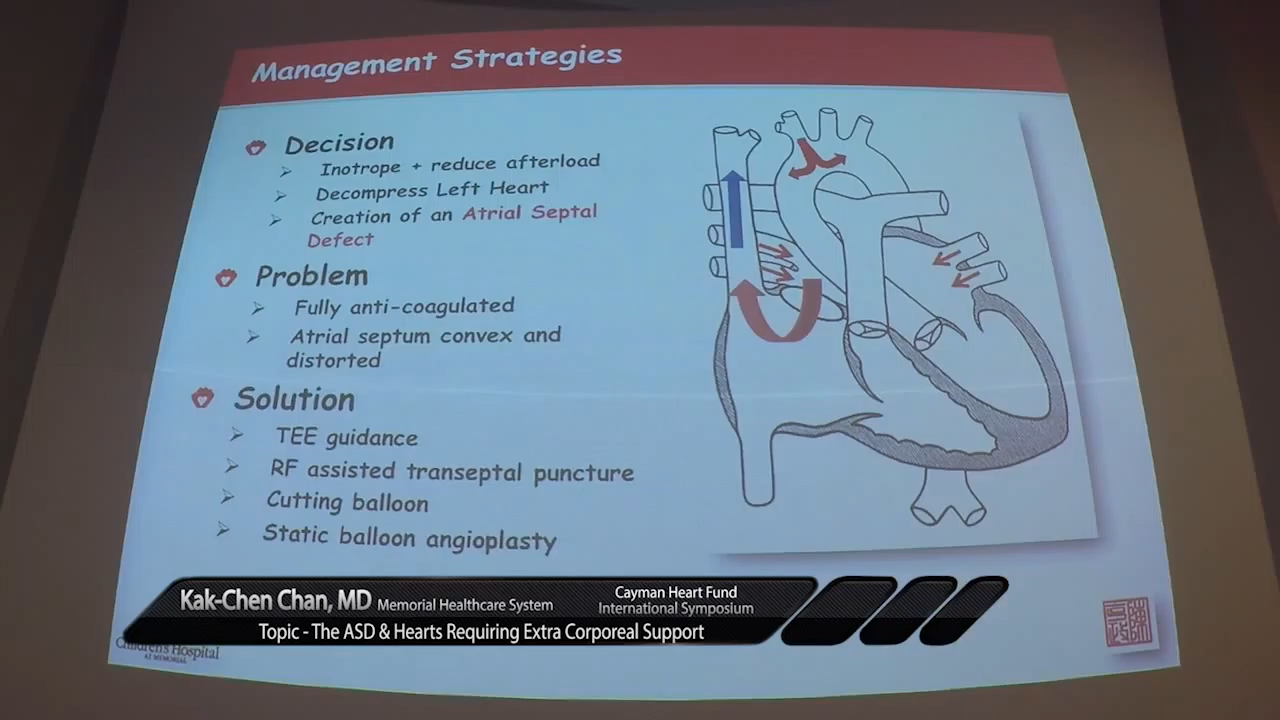 Management Strategies
Decision
Inotrope + reduce afterload
Decompress Left Heart
Creation of an Atrial Septal
Defect
Problem
Fully anti-coagulated
Atrial septum convex and
distorted
Solution
TEE guidance
RF assisted transeptal puncture
Cutting balloon
Static balloon angioplasty
Kak-Chen Chan, MD Memorial Healthcare System
Cayman Heart Fund
International Symposium
Topic - The ASD & Hearts Requiring Extra Corporeal Support
Children's Hospital
AT MEMORIAL